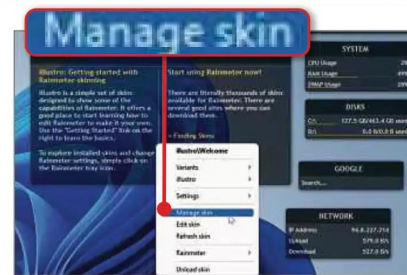 Manage skin
illustro: Getting started with
Rainmeter skinning
illustro is a simple set of skins
designed to show some of the
capabilities of Rainmeter. It offers a
good place to start learning how to
edit Rainmeter to make it your own.
Use the "Getting Started" link on the
right to learn the basics.
To explore installed skins and change
Rainmeter settings, simply click on
the Rainmeter tray icon.
Start using Rainmeter now!
There are literally thousands of skins
available for Rainmeter. There are
several good sites where you can
download them.
» Finding Skins
illustro\Welcome
Variants
illustro
Settings
Manage skin
Edit skin
Refresh skin
Rainmeter
Unload skin
SYSTEM
CPU Usage
RAM Usage
SWAP Usage
DISKS
C:\
D:\
GOOGLE
Search...
NETWORK
IP Address
Upload 579.0 B/s
Download 527.0 B/s